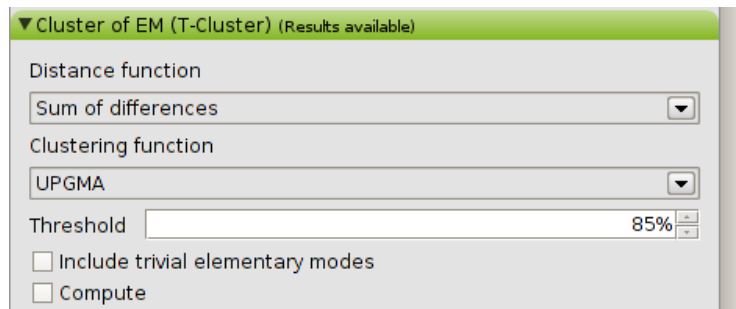 Cluster of EM (T-Cluster) (Results available)
Distance function
Sum of differences
Clustering function
UPGMA
Threshold 85%
Include trivial elementary modes
Compute